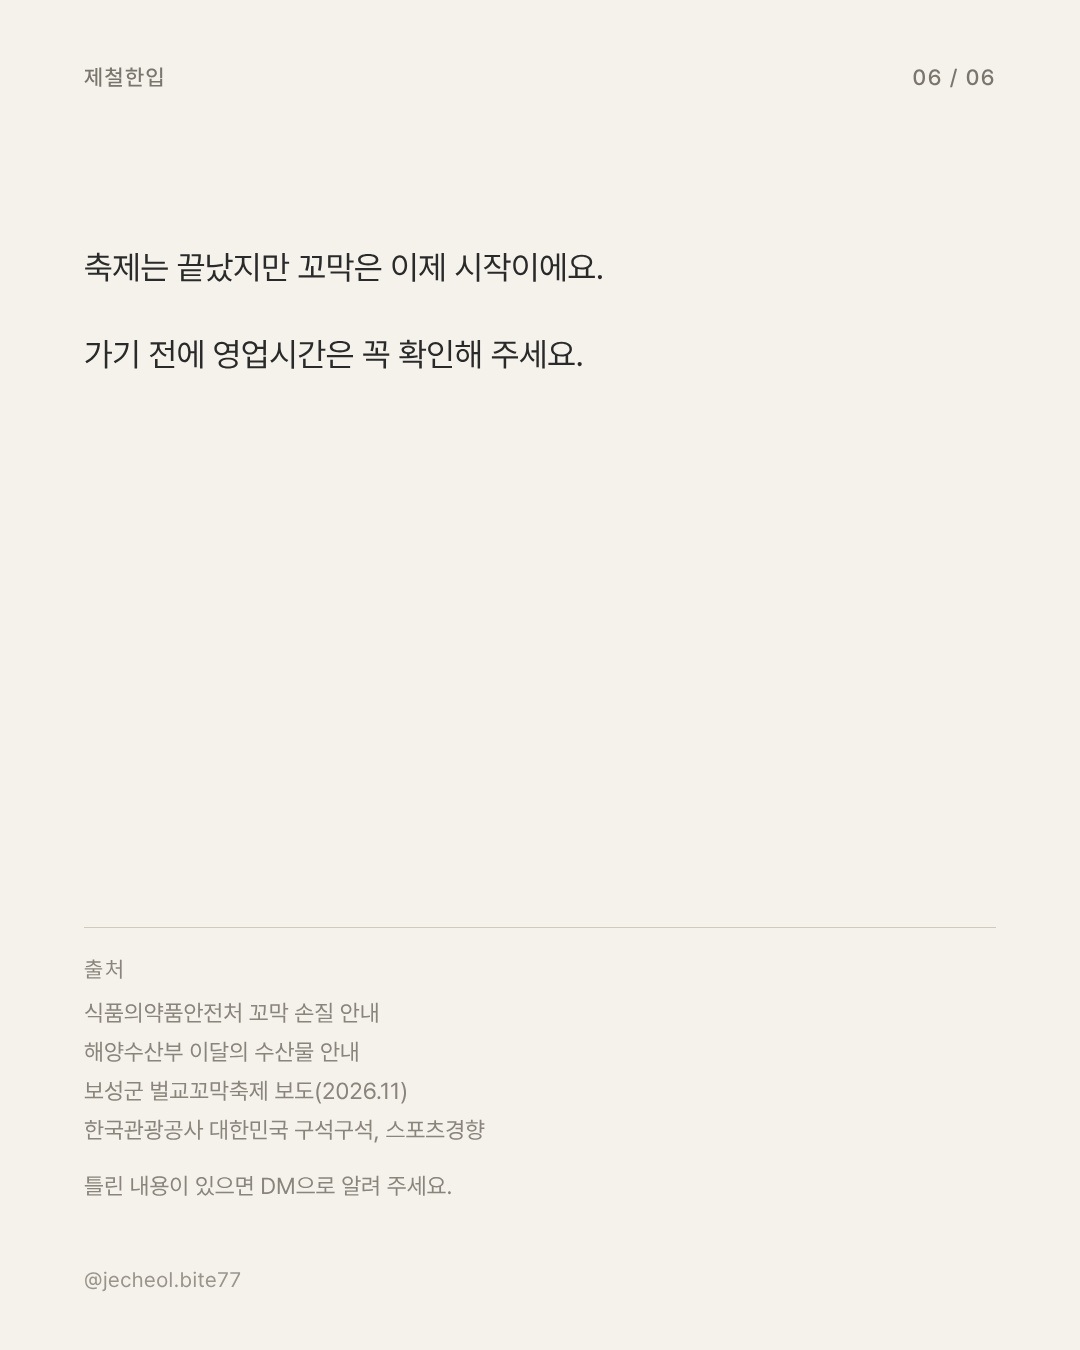 제철한입
06 / 06
축제는 끝났지만 꼬막은 이제 시작이에요.
가기 전에 영업시간은 꼭 확인해 주세요.
출처
식품의약품안전처 꼬막 손질 안내
해양수산부 이달의 수산물 안내
보성군 벌교꼬막축제 보도(2026.11)
한국관광공사 대한민국 구석구석, 스포츠경향
틀린 내용이 있으면 DM으로 알려 주세요.
@jecheol.bite77